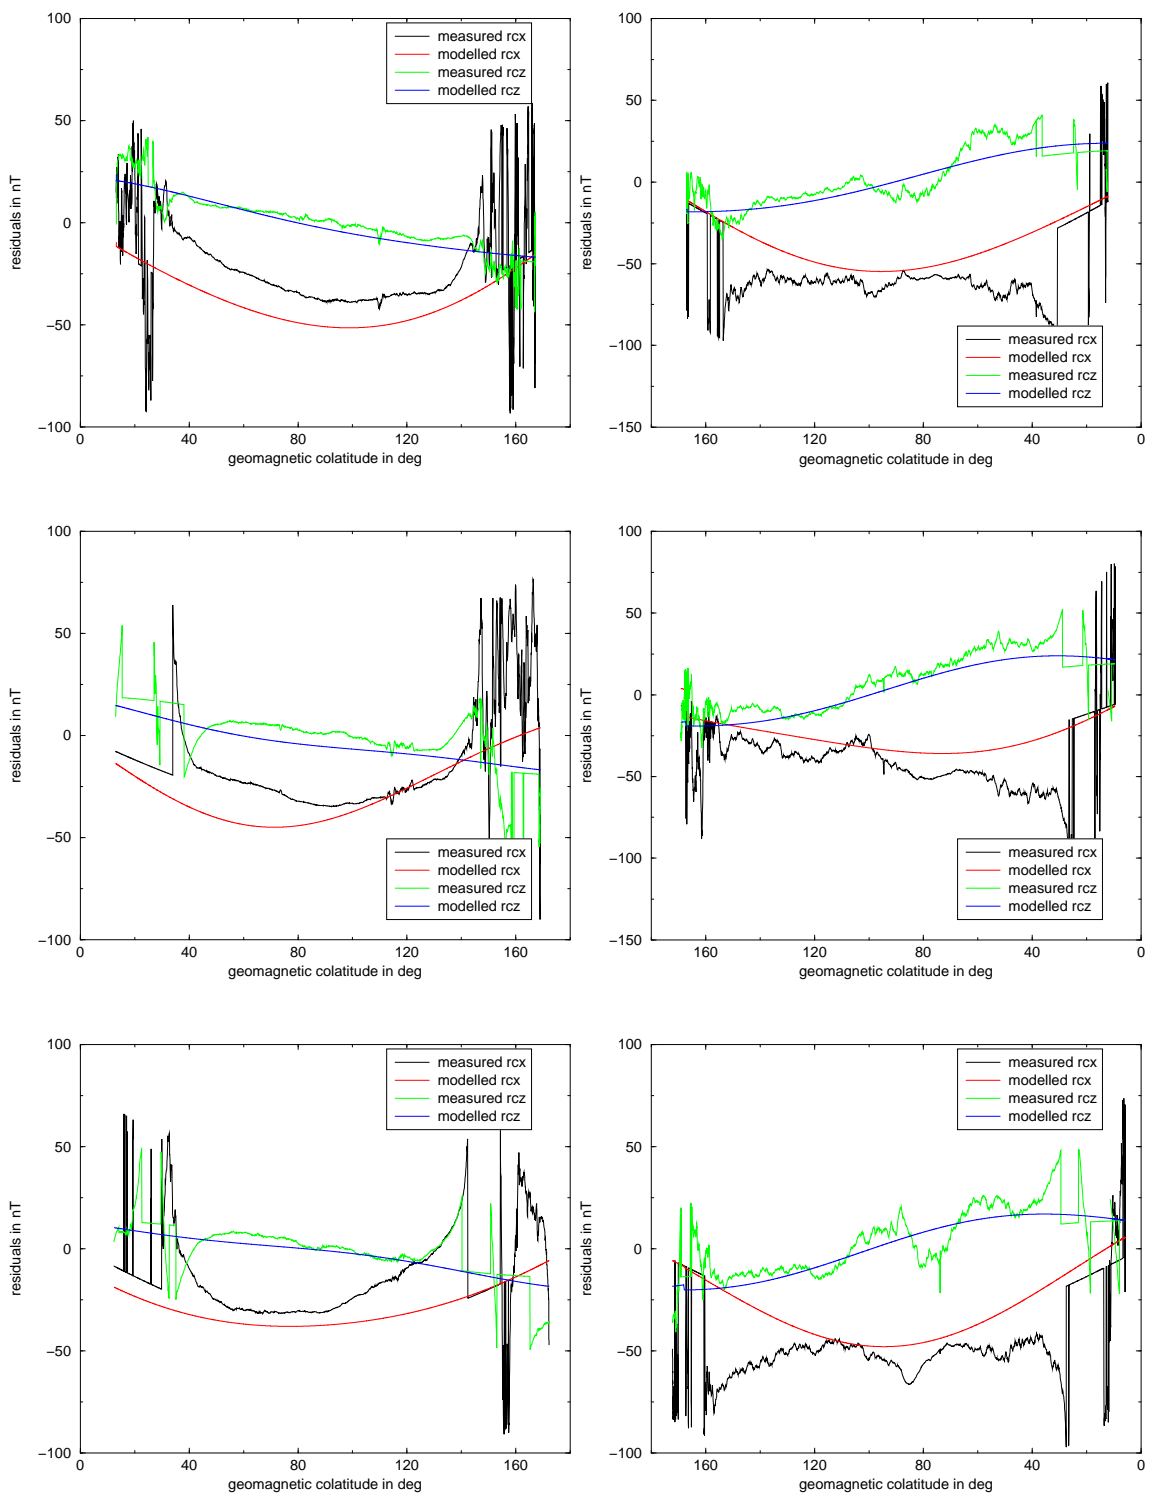 100
50
0
−50
−100
residuals in nT
0 40 80 120 160
geomagnetic colatitude in deg
measured rcx
modelled rcx
measured rcz
modelled rcz
100
50
0
−50
−100
−150
residuals in nT
160 120 80 40 0
geomagnetic colatitude in deg
measured rcx
modelled rcx
measured rcz
modelled rcz
100
50
0
−50
−100
residuals in nT
0 40 80 120 160
geomagnetic colatitude in deg
measured rcx
modelled rcx
measured rcz
modelled rcz
100
50
0
−50
−100
−150
residuals in nT
160 120 80 40 0
geomagnetic colatitude in deg
measured rcx
modelled rcx
measured rcz
modelled rcz
100
50
0
−50
−100
residuals in nT
0 40 80 120 160
geomagnetic colatitude in deg
measured rcx
modelled rcx
measured rcz
modelled rcz
100
50
0
−50
−100
residuals in nT
160 120 80 40 0
geomagnetic colatitude in deg
measured rcx
modelled rcx
measured rcz
modelled rcz